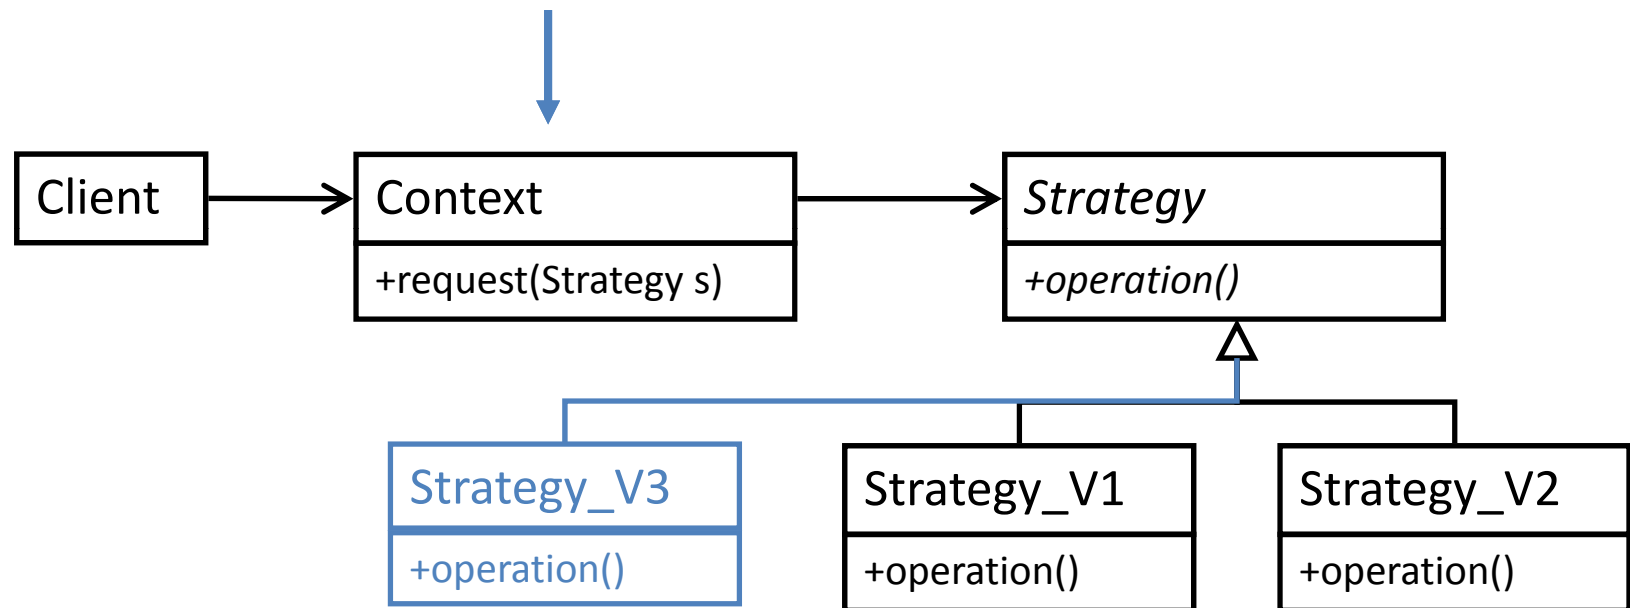 Client
Context
+request(Strategy s)
Strategy
+operation()
Strategy_V3
+operation()
Strategy_V1
+operation()
Strategy_V2
+operation()